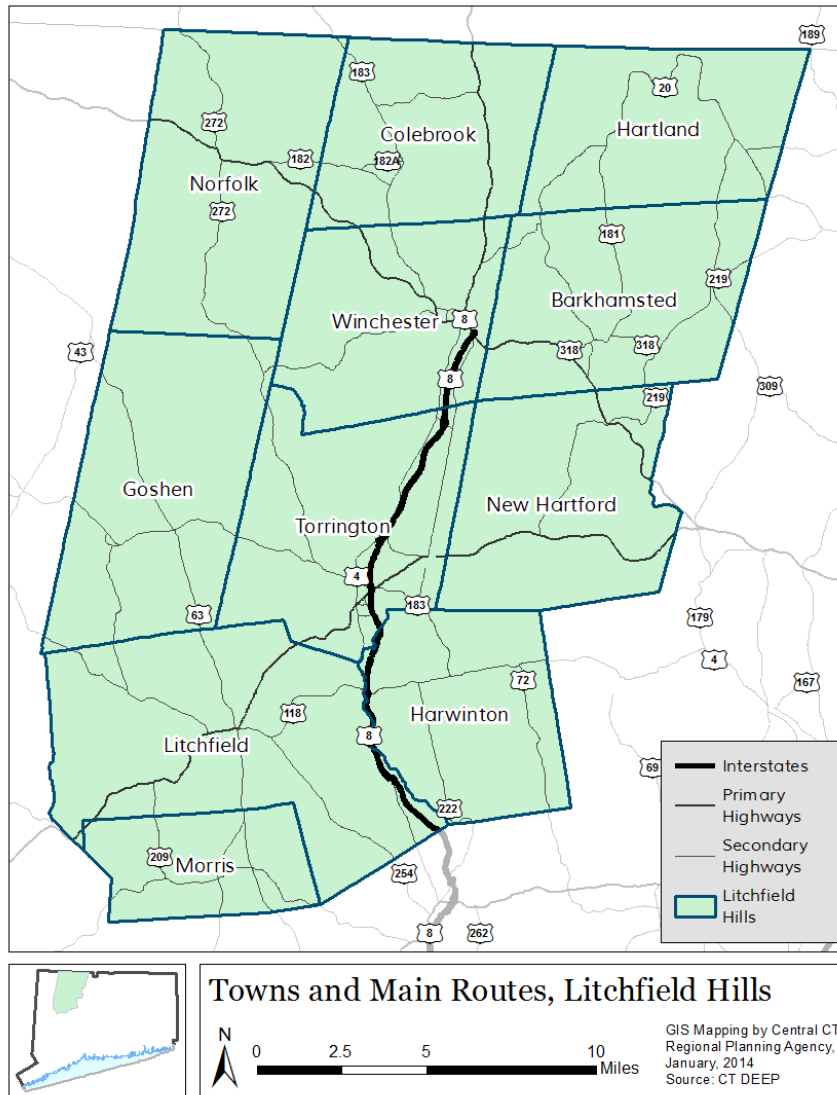 189
183
20
272
Colebrook
Hartland
182
182A
Norfolk
272
181
219
Barkhamsted
8
Winchester
43
318
318
8
309
219
Goshen
New Hartford
Torrington
4
183
63
179
4
72
167
118
Harwinton
8
Litchfield
69
222
209
Morris
254
8
262
Interstates
Primary
Highways
Secondary
Highways
Litchfield
Hills
Towns and Main Routes, Litchfield Hills
N
0
2.5
5
10
Miles
GIS Mapping by Central CT
Regional Planning Agency,
January, 2014
Source: CT DEEP